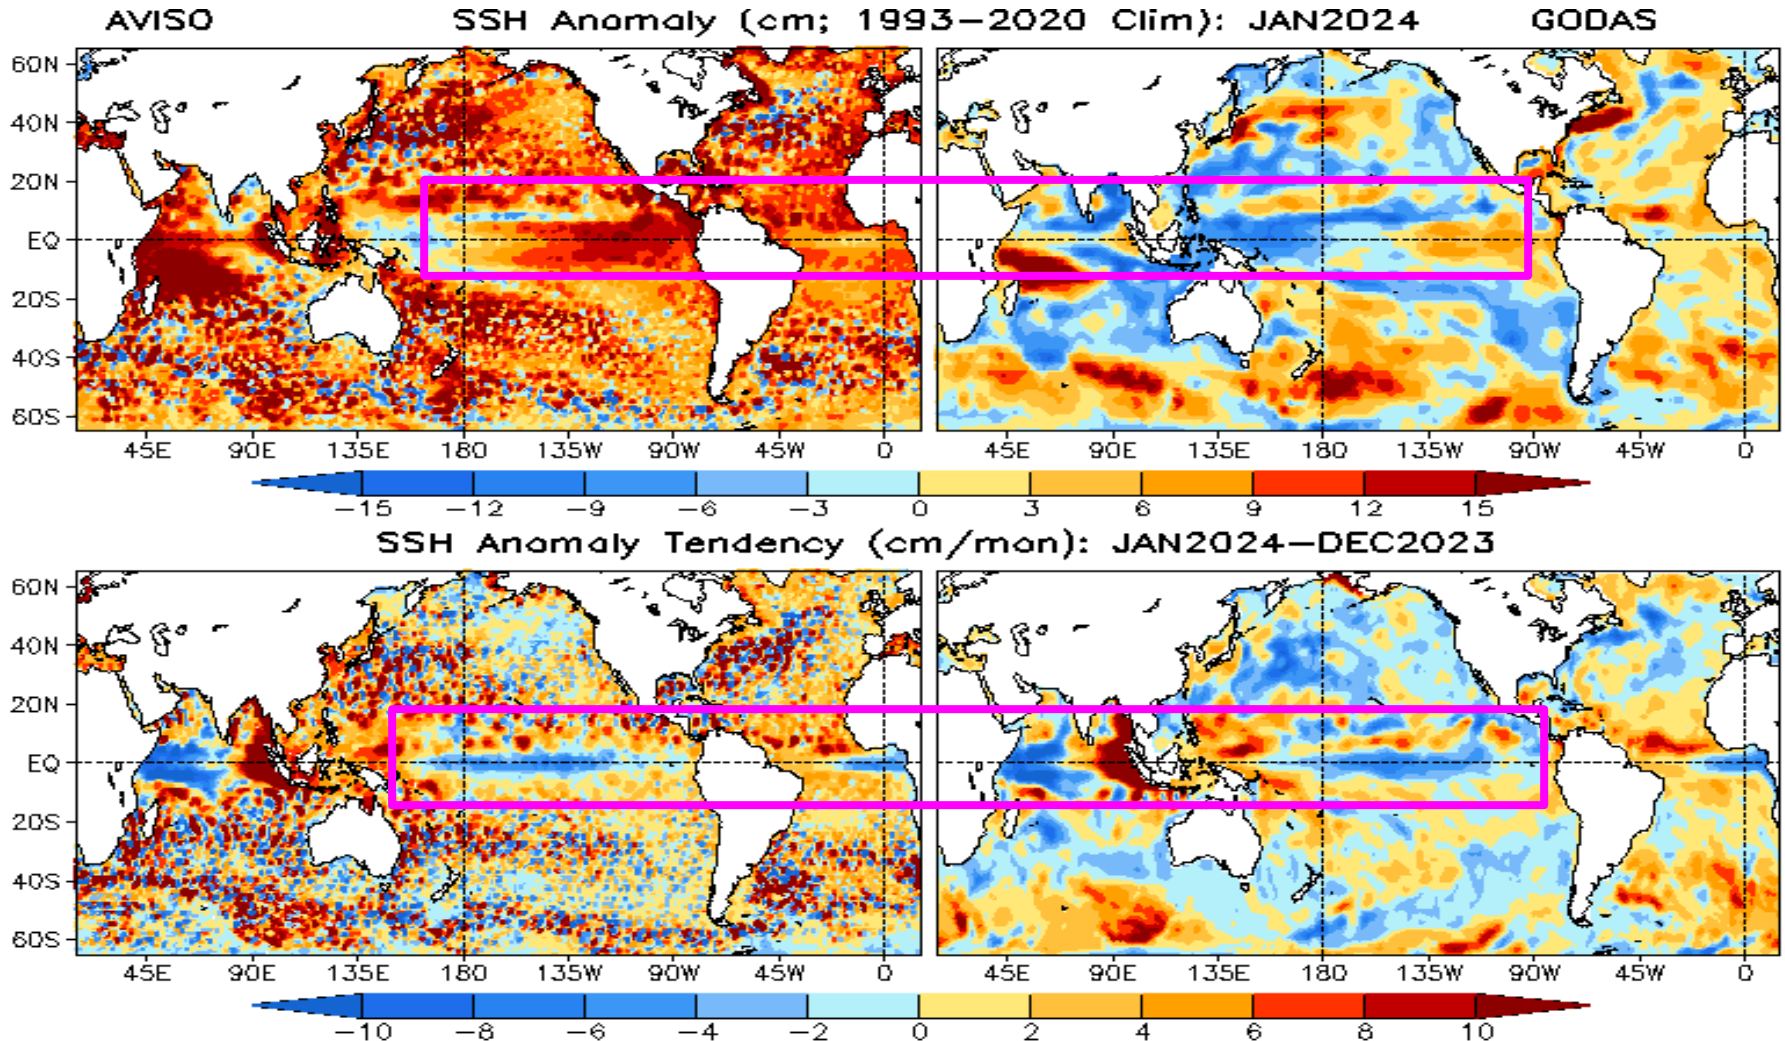 AVISO SSH Anomaly (cm; 1993-2020 Clim): JAN2024 GODAS
60N
40N
20N
EQ
20S
40S
60S
45E 90E 135E 180 135W 90W 45W 0 45E 90E 135E 180 135W 90W 45W 0
-15 -12 -9 -6 -3 0 3 6 9 12 15
SSH Anomaly Tendency (cm/mon): JAN2024-DEC2023
60N
40N
20N
EQ
20S
40S
60S
45E 90E 135E 180 135W 90W 45W 0 45E 90E 135E 180 135W 90W 45W 0
-10 -8 -6 -4 -2 0 2 4 6 8 10